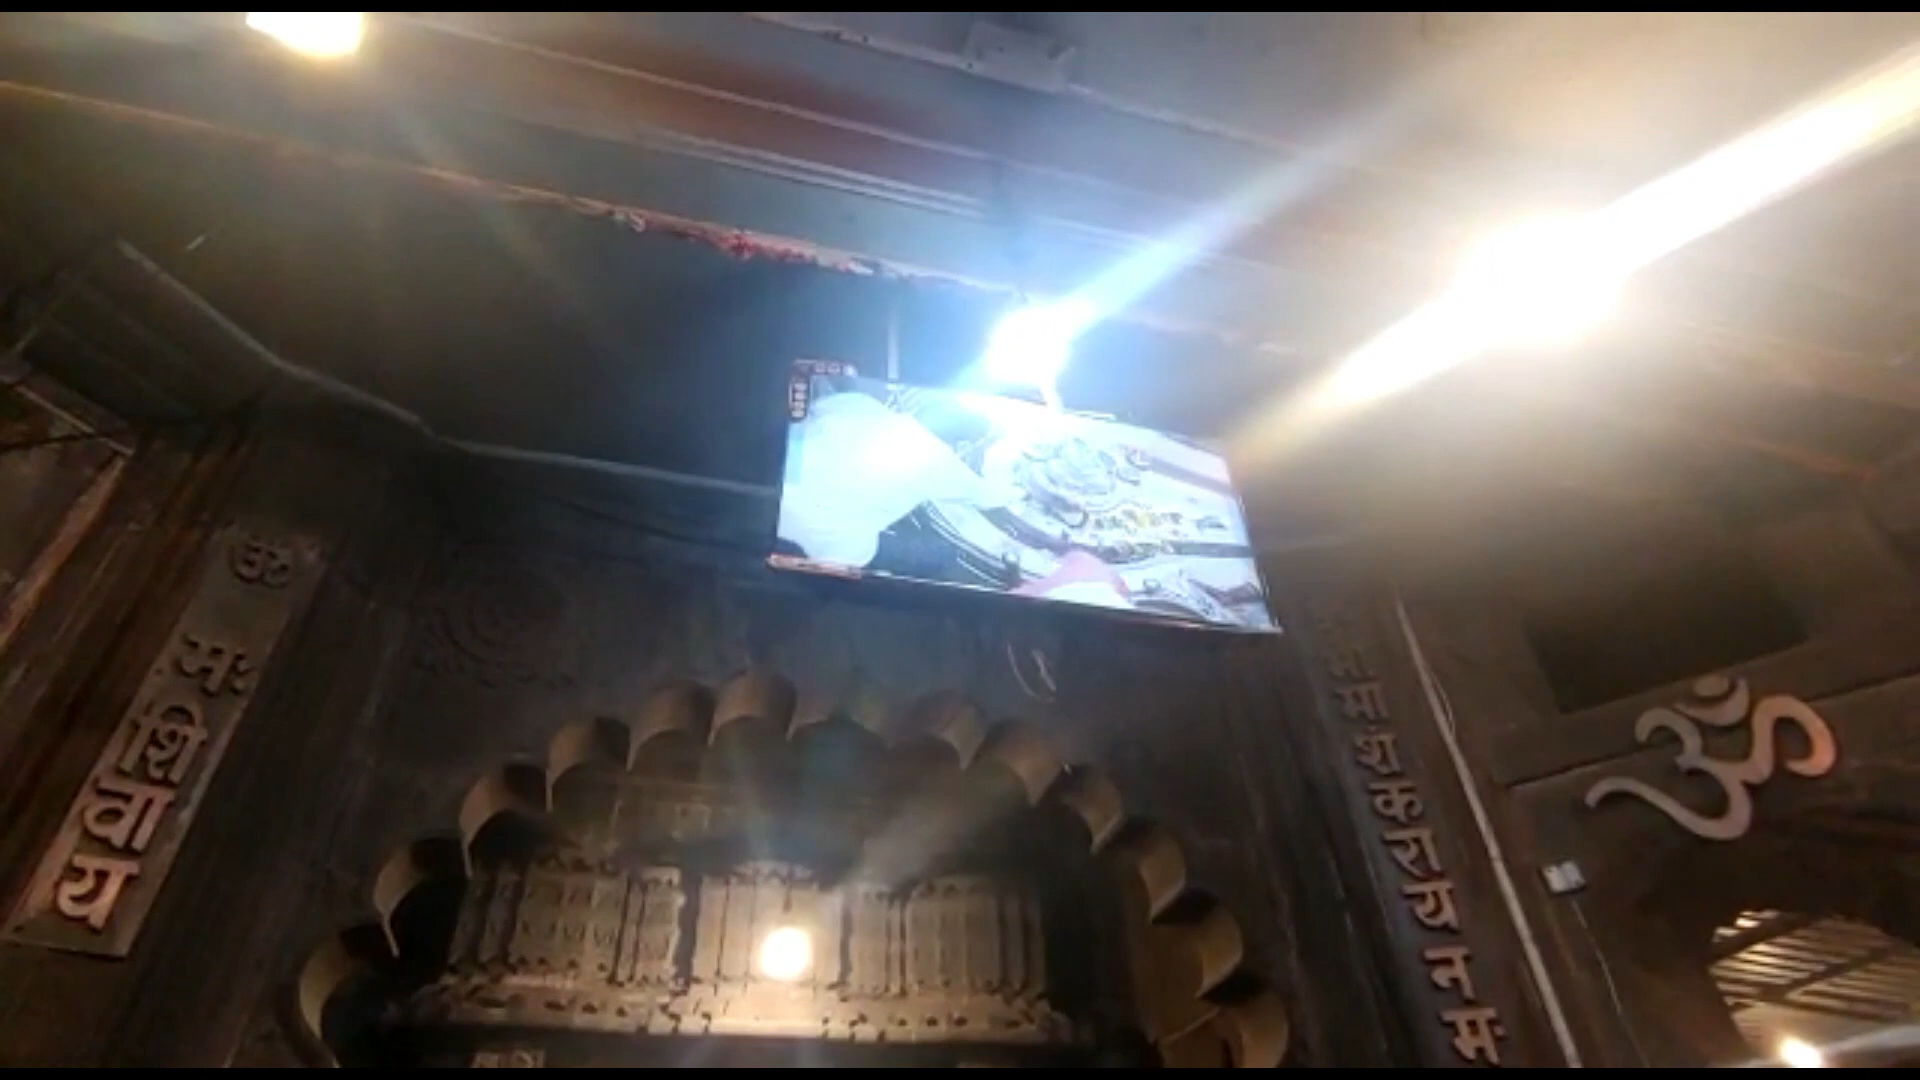 ॐ मः शिवाय
शंकराय नमः
ॐ